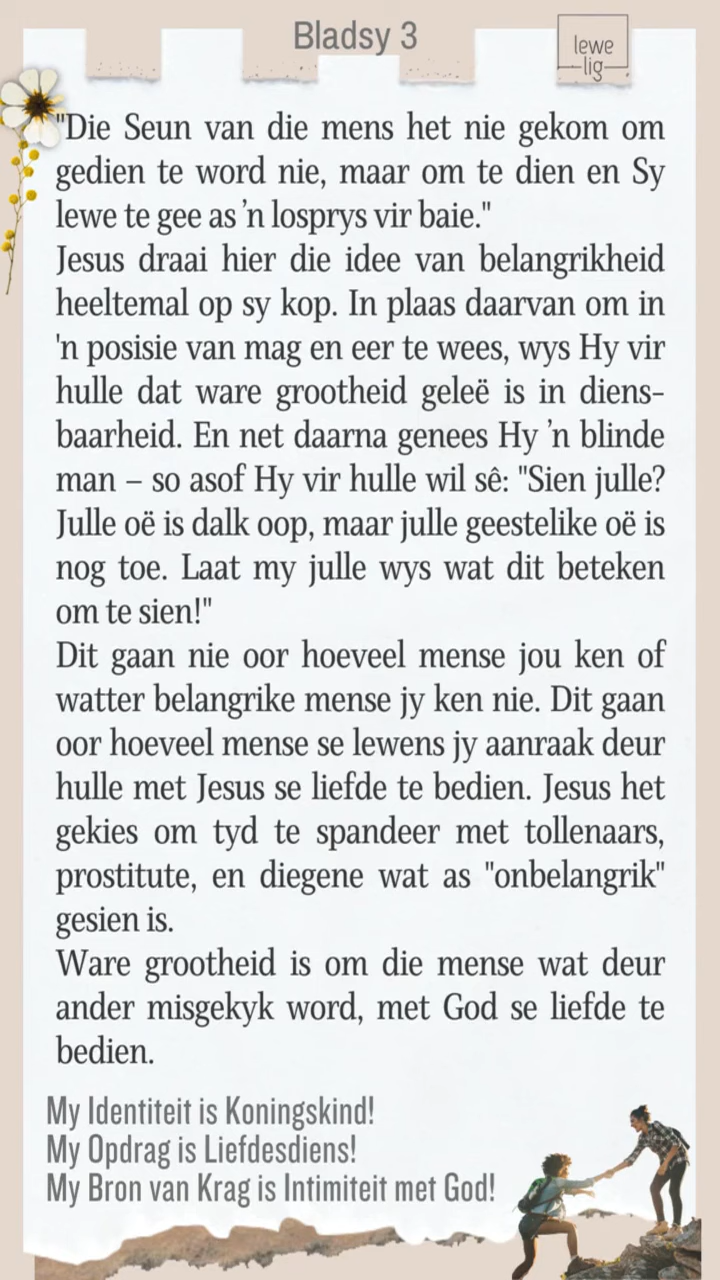 Bladsy 3
lewe
lig
"Die Seun van die mens het nie gekom om
gedien te word nie, maar om te dien en Sy
lewe te gee as 'n losprys vir baie."
Jesus draai hier die idee van belangrikheid
heeltemal op sy kop. In plaas daarvan om in
'n posisie van mag en eer te wees, wys Hy vir
hulle dat ware grootheid geleë is in diens-
baarheid. En net daarna genees Hy 'n blinde
man – so asof Hy vir hulle wil sê: "Sien julle?
Julle oë is dalk oop, maar julle geestelike oë is
nog toe. Laat my julle wys wat dit beteken
om te sien!"
Dit gaan nie oor hoeveel mense jou ken of
watter belangrike mense jy ken nie. Dit gaan
oor hoeveel mense se lewens jy aanraak deur
hulle met Jesus se liefde te bedien. Jesus het
gekies om tyd te spandeer met tollenaars,
prostitute, en diegene wat as "onbelangrik"
gesien is.
Ware grootheid is om die mense wat deur
ander misgekyk word, met God se liefde te
bedien.
My Identiteit is Koningskind!
My Opdrag is Liefdesdiens!
My Bron van Krag is Intimiteit met God!